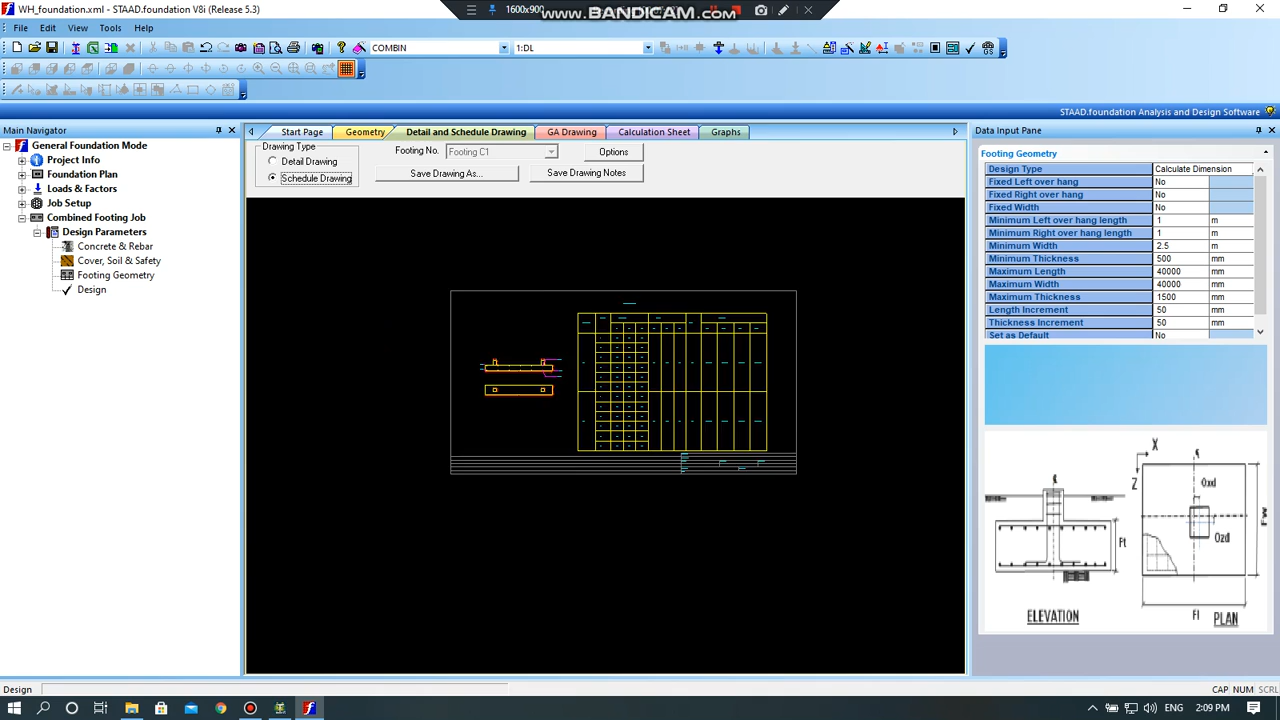 WH_foundation.xml - STAAD.foundation V8i (Release 5.3)
1600x900
www.BANDICAM.com
File Edit View Tools Help
COMBIN
1:DL
GS
STAAD.foundation Analysis and Design Software
Main Navigator
General Foundation Mode
Project Info
Foundation Plan
Loads & Factors
Job Setup
Combined Footing Job
Design Parameters
Concrete & Rebar
Cover, Soil & Safety
Footing Geometry
Design
Start Page Geometry Detail and Schedule Drawing GA Drawing Calculation Sheet Graphs
Drawing Type
Detail Drawing
Schedule Drawing
Footing No. Footing C1 Options
Save Drawing As... Save Drawing Notes
Data Input Pane
Footing Geometry
Design Type Calculate Dimension
Fixed Left over hang No
Fixed Right over hang No
Fixed Width No
Minimum Left over hang length 1 m
Minimum Right over hang length 1 m
Minimum Width 2.5 m
Minimum Thickness 500 mm
Maximum Length 40000 mm
Maximum Width 40000 mm
Maximum Thickness 1500 mm
Length Increment 50 mm
Thickness Increment 50 mm
Set as Default No
X
Z
Oxd
Ozd
Ft
Fw
Fl
ELEVATION
PLAN
Design
CAP NUM SCRL
2:09 PM